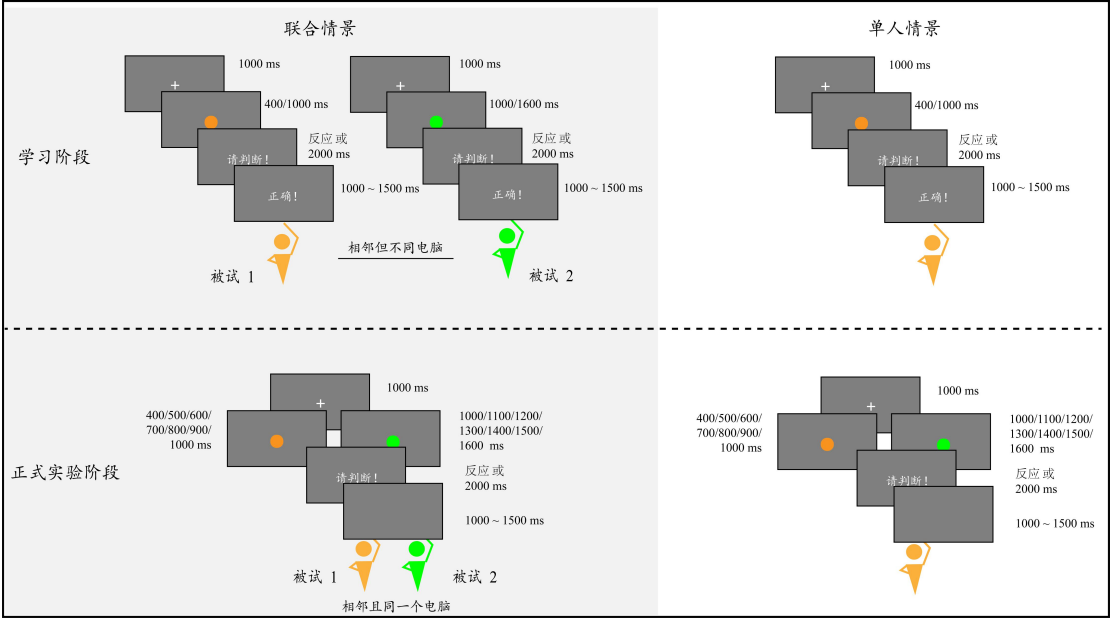 联合情景
单人情景
学习阶段
1000 ms
400/1000 ms
反应或
2000 ms
请判断！
正确！
1000 ~ 1500 ms
被试 1
1000 ms
1000/1600 ms
反应或
2000 ms
请判断！
正确！
1000 ~ 1500 ms
被试 2
相邻但不同电脑
1000 ms
400/1000 ms
反应或
2000 ms
请判断！
正确！
1000 ~ 1500 ms
正式实验阶段
1000 ms
400/500/600/
700/800/900/
1000 ms
1000/1100/1200/
1300/1400/1500/
1600 ms
反应或
2000 ms
请判断！
1000 ~ 1500 ms
被试 1
被试 2
相邻且同一个电脑
1000 ms
400/500/600/
700/800/900/
1000 ms
1000/1100/1200/
1300/1400/1500/
1600 ms
反应或
2000 ms
请判断！
1000 ~ 1500 ms